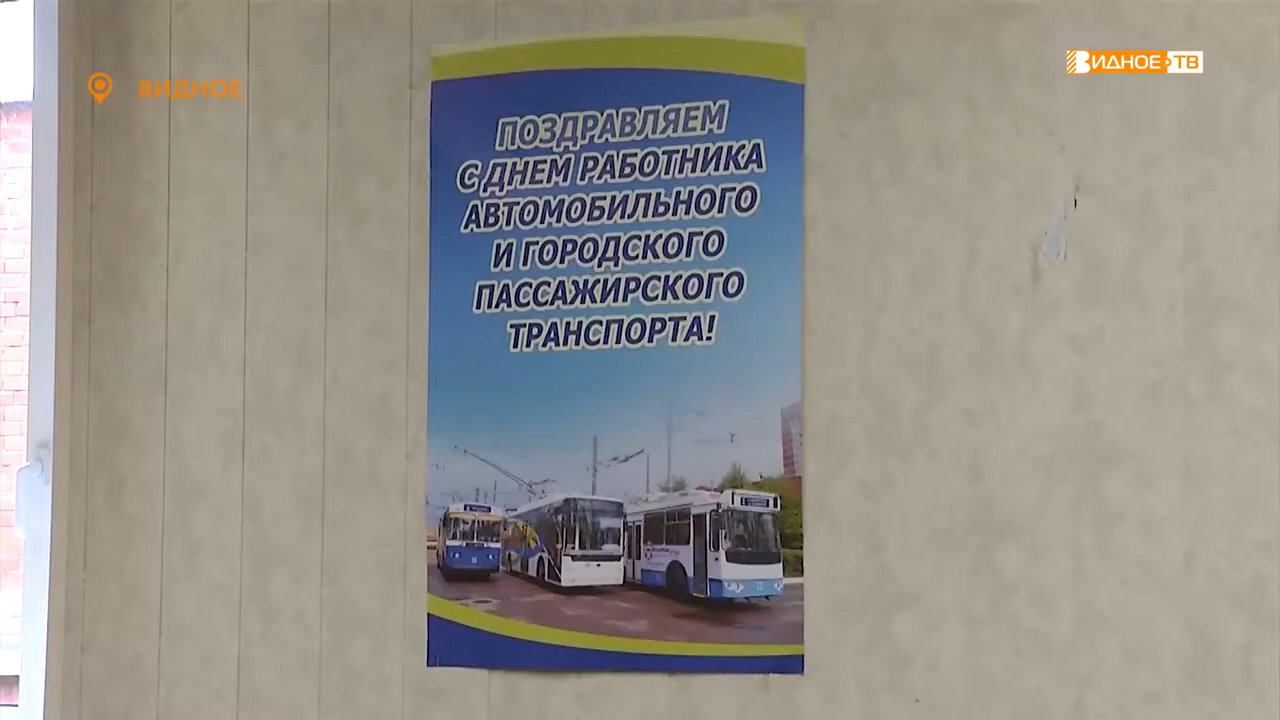 ВИДНОЕ
ВИДНОЕ ТВ
ПОЗДРАВЛЯЕМ
С ДНЕМ РАБОТНИКА
АВТОМОБИЛЬНОГО
И ГОРОДСКОГО
ПАССАЖИРСКОГО
ТРАНСПОРТА!